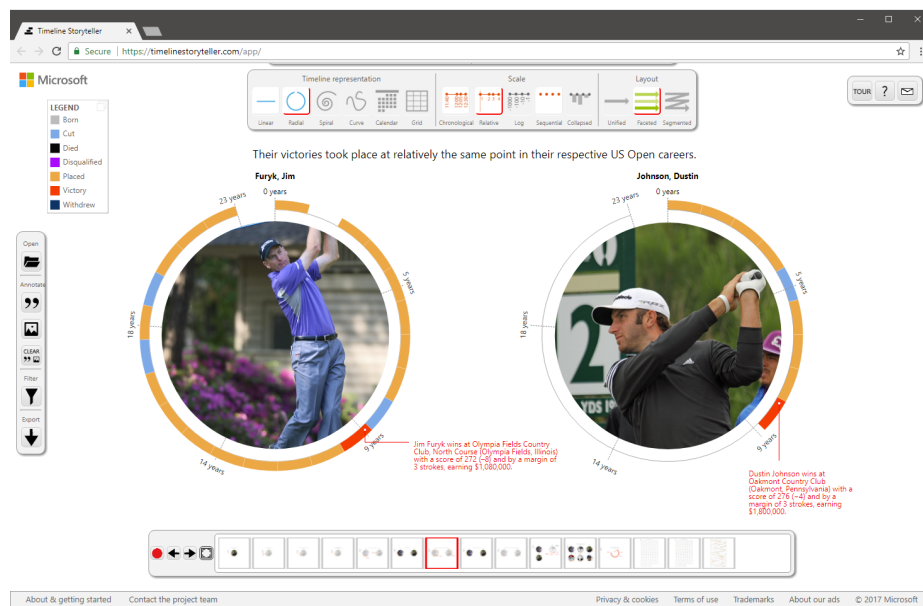 Timeline Storyteller
Secure | https://timelinestoryteller.com/app/
Microsoft
Timeline representation
Scale
Layout
Linear
Radial
Spiral
Curve
Calendar
Grid
Chronological
Relative
Log
Sequential
Collapsed
Unified
Faceted
Segmented
TOUR
?
LEGEND
Born
Cut
Died
Disqualified
Placed
Victory
Withdrew
Their victories took place at relatively the same point in their respective US Open careers.
Furyk, Jim
0 years
5 years
9 years
14 years
18 years
23 years
Jim Furyk wins at Olympia Fields Country
Club, North Course (Olympia Fields, Illinois)
with a score of 272 (−8) and by a margin of
3 strokes, earning $1,080,000.
Johnson, Dustin
0 years
5 years
9 years
14 years
18 years
23 years
Dustin Johnson wins at
Oakmont Country Club
(Oakmont, Pennsylvania) with a
score of 276 (−4) and by a
margin of 3 strokes, earning
$1,800,000.
Open
Annotate
CLEAR
Filter
Export
About & getting started
Contact the project team
Privacy & cookies
Terms of use
Trademarks
About our ads
© 2017 Microsoft